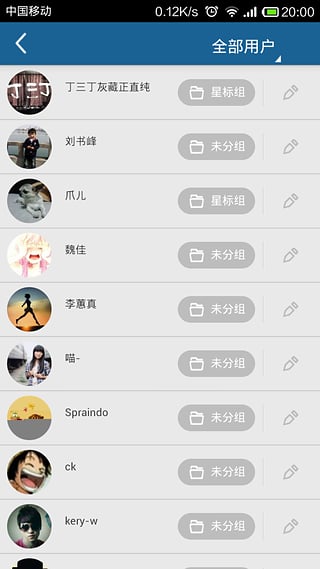 中国移动 0.12K/s 20:00
全部用户
丁三丁灰藏正直纯 星标组
刘书峰 未分组
爪儿 星标组
魏佳 未分组
李蕙真 未分组
喵- 未分组
Spraindo 未分组
ck 未分组
kery-w 未分组